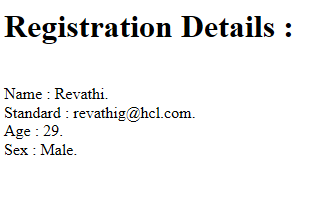 Registration Details :
Name : Revathi.
Standard : revathig@hcl.com.
Age : 29.
Sex : Male.